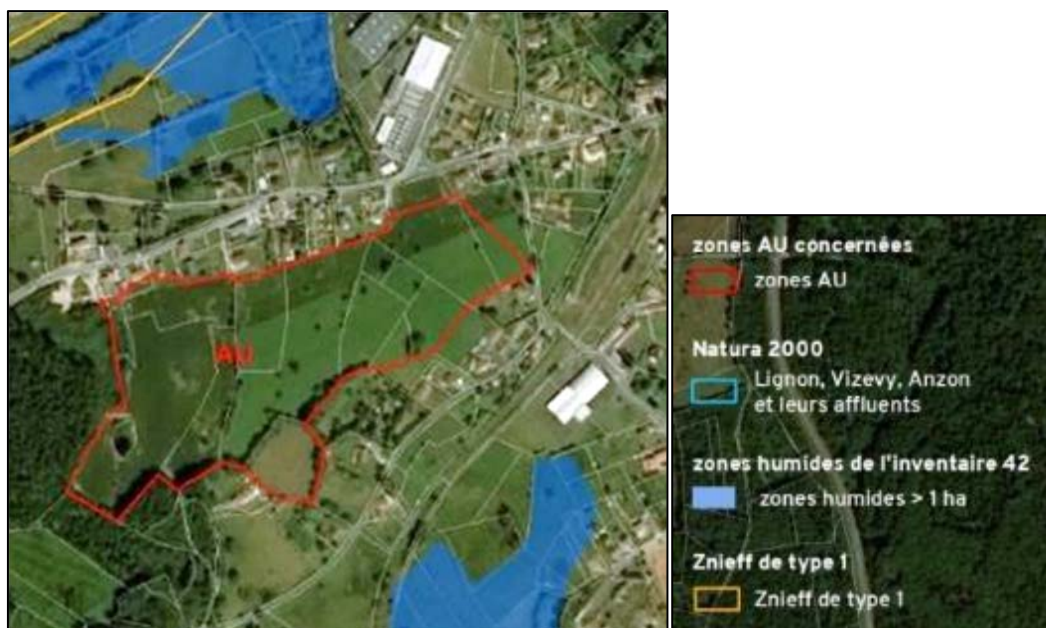 AU
zones AU concernées
zones AU
Natura 2000
Lignon, Vizevy, Anzon
et leurs affluents
zones humides de l'inventaire 42
zones humides > 1 ha
Znieff de type 1
Znieff de type 1